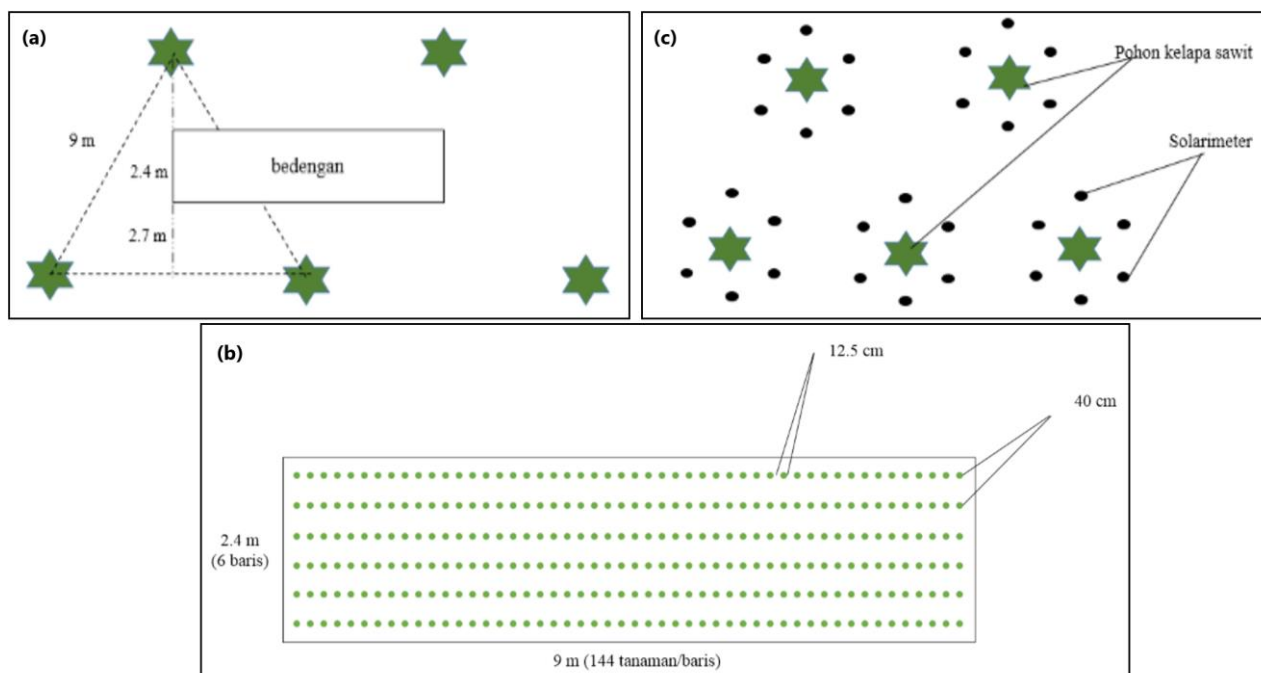 (a)
9 m
2.4 m
bedengan
2.7 m
(c)
Pohon kelapa sawit
Solarimeter
(b)
12.5 cm
40 cm
2.4 m
(6 baris)
9 m (144 tanaman/baris)